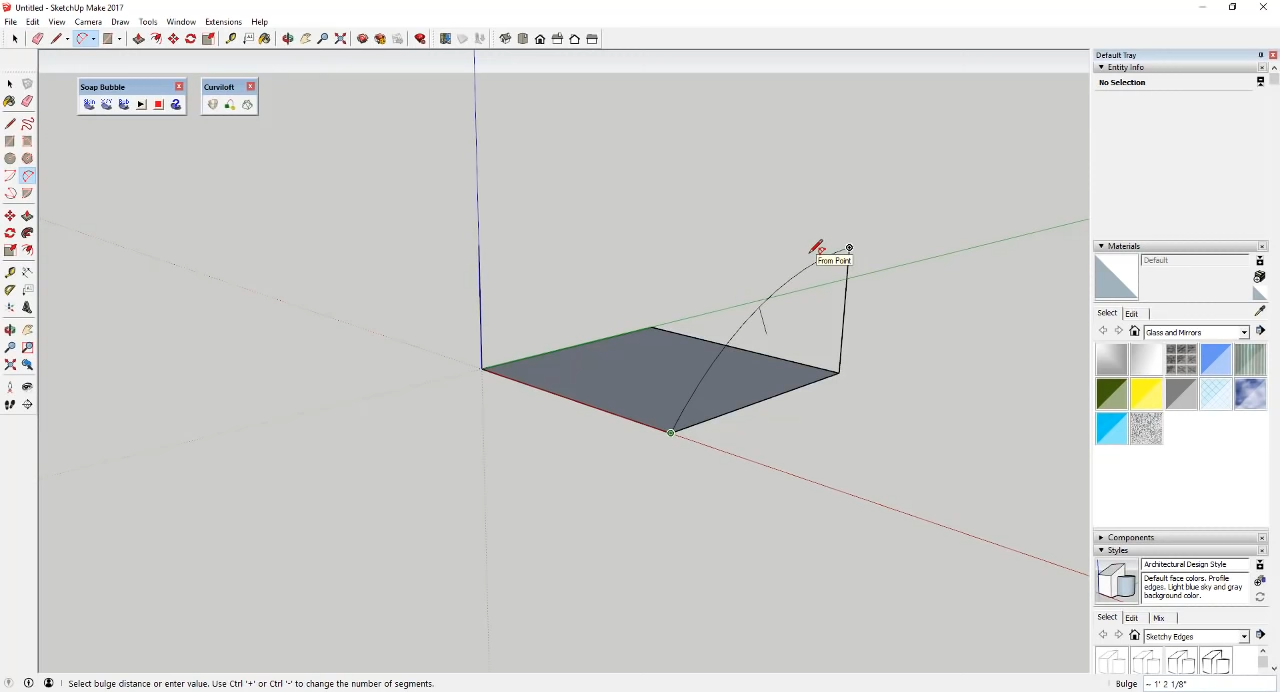 Untitled - SketchUp Make 2017
File Edit View Camera Draw Tools Window Extensions Help
Default Tray
Entity Info
No Selection
Soap Bubble
Curviloft
Skin X/Y Bub
From Point
Materials
Default
Select Edit
Glass and Mirrors
Components
Styles
Architectural Design Style
Default face colors. Profile
edges. Light blue sky and gray
background color.
Select Edit Mix
Sketchy Edges
Select bulge distance or enter value. Use Ctrl '+' or Ctrl '-' to change the number of segments.
Bulge ~ 1' 2 1/8"